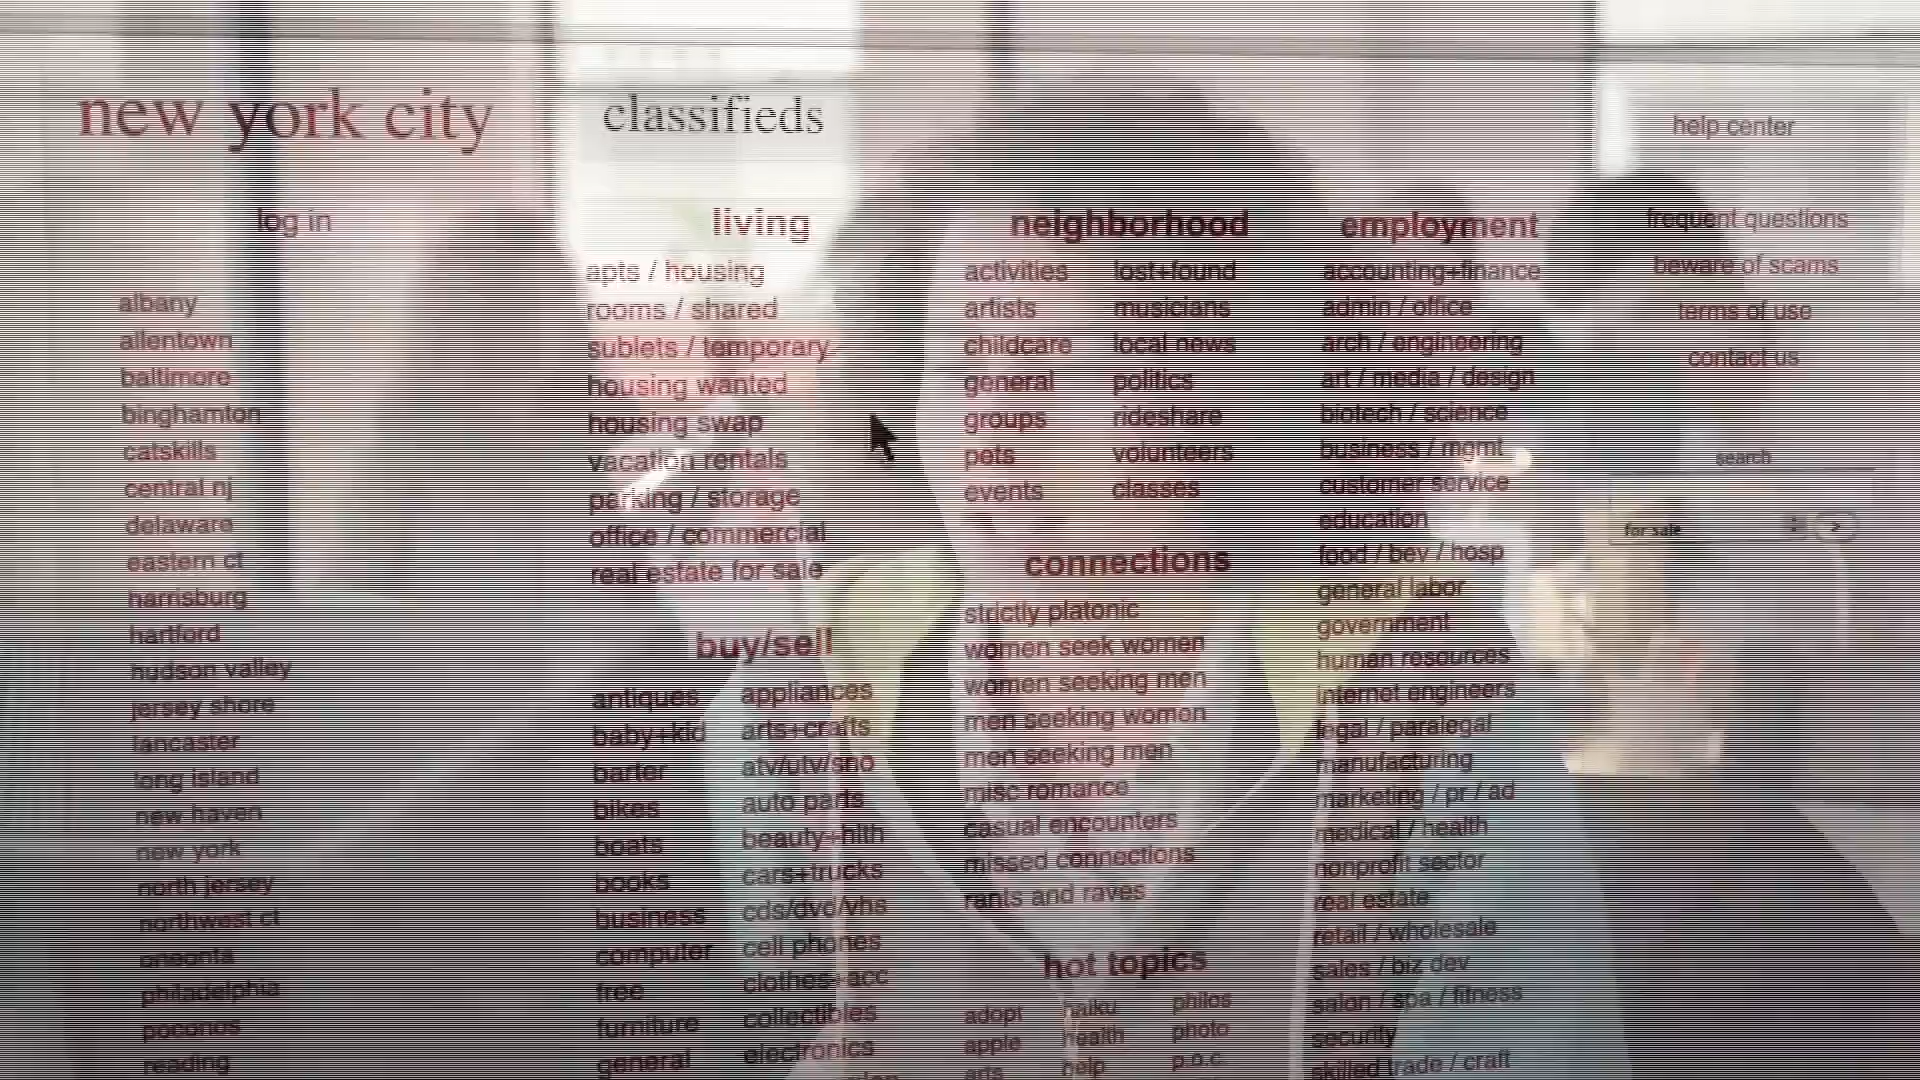 new york city
classifieds
help center
log in
albany
allentown
baltimore
binghamton
catskills
central nj
delaware
eastern ct
harrisburg
hartford
hudson valley
jersey shore
lancaster
long island
new haven
new york
north jersey
northwest ct
oneonta
philadelphia
poconos
reading
living
apts / housing
rooms / shared
sublets / temporary
housing wanted
housing swap
vacation rentals
parking / storage
office / commercial
real estate for sale
buy/sell
antiques
baby+kid
barter
bikes
boats
books
business
computer
free
furniture
general
appliances
arts+crafts
atv/utv/sno
auto parts
beauty+hlth
cars+trucks
cds/dvd/vhs
cell phones
clothes+acc
collectibles
electronics
neighborhood
activities
artists
childcare
general
groups
pets
events
lost+found
musicians
local news
politics
rideshare
volunteers
classes
connections
strictly platonic
women seek women
women seeking men
men seeking women
men seeking men
misc romance
casual encounters
missed connections
rants and raves
hot topics
adopt
apple
arts
haiku
health
help
philos
photo
p.o.c.
employment
accounting+finance
admin / office
arch / engineering
art / media / design
biotech / science
business / mgmt
customer service
education
food / bev / hosp
general labor
government
human resources
internet engineers
legal / paralegal
manufacturing
marketing / pr / ad
medical / health
nonprofit sector
real estate
retail / wholesale
sales / biz dev
salon / spa / fitness
security
skilled trade / craft
frequent questions
beware of scams
terms of use
contact us
search
for sale
>